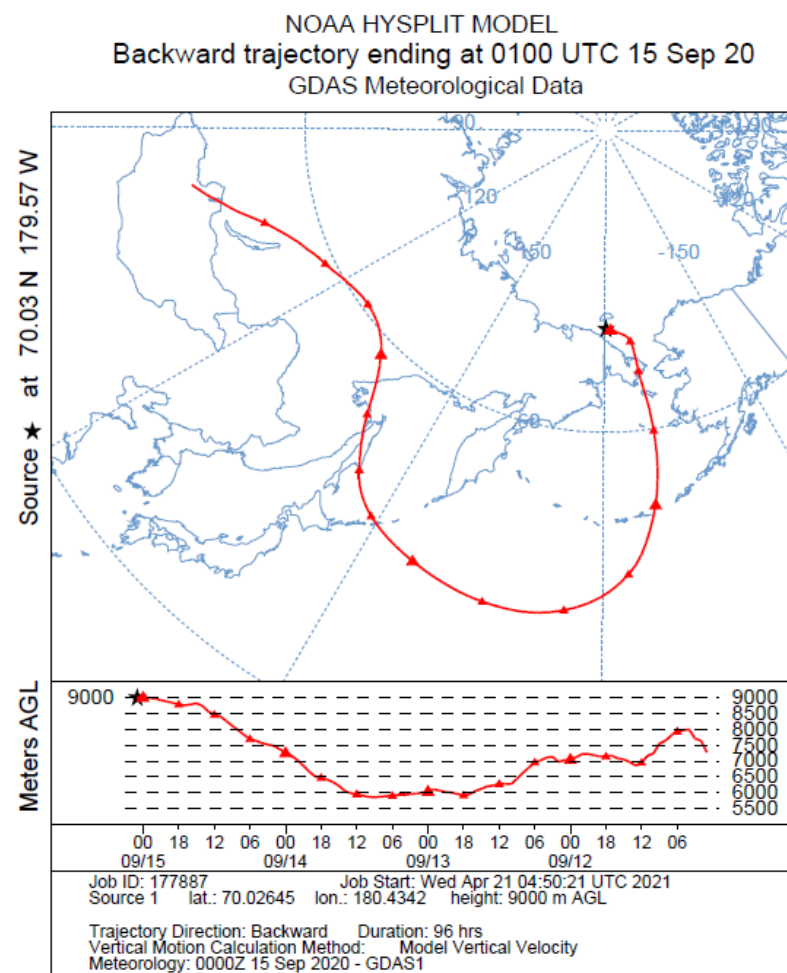 NOAA HYSPLIT MODEL
Backward trajectory ending at 0100 UTC 15 Sep 20
GDAS Meteorological Data
Source ★ at 70.03 N 179.57 W
120
150
-150
60
Meters AGL
9000
9000
8500
8000
7500
7000
6500
6000
5500
00 18 12 06 00 18 12 06 00 18 12 06 00 18 12 06
09/15 09/14 09/13 09/12
Job ID: 177887 Job Start: Wed Apr 21 04:50:21 UTC 2021
Source 1 lat.: 70.02645 lon.: 180.4342 height: 9000 m AGL
Trajectory Direction: Backward Duration: 96 hrs
Vertical Motion Calculation Method: Model Vertical Velocity
Meteorology: 0000Z 15 Sep 2020 - GDAS1